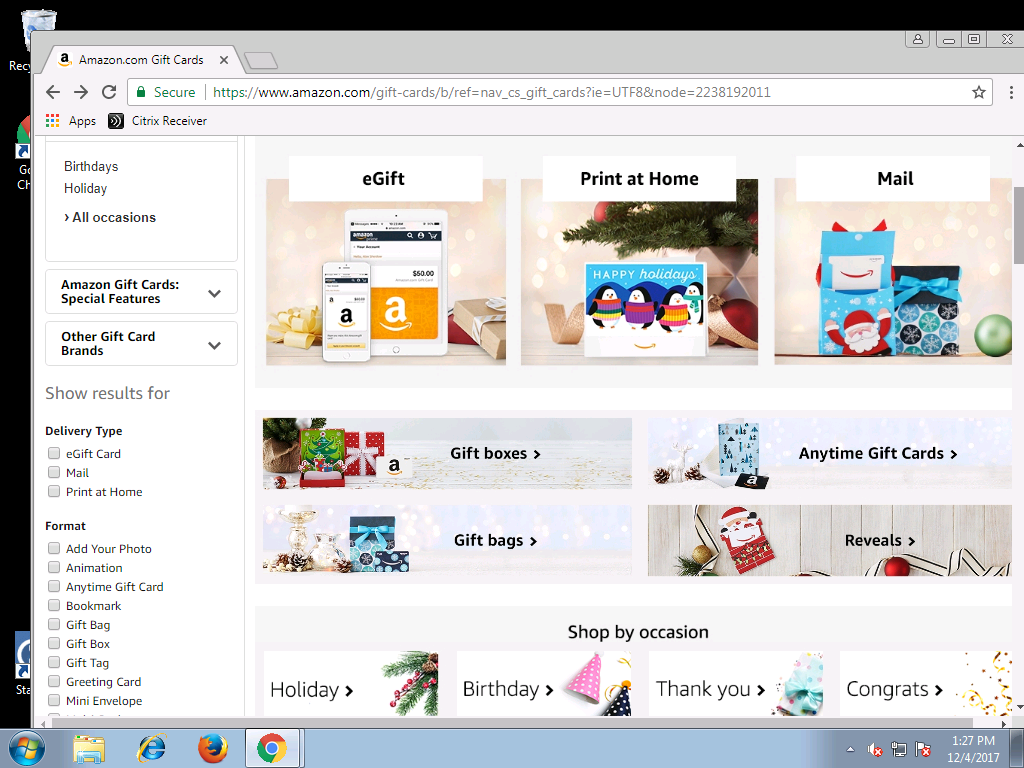 Amazon.com Gift Cards
Secure
https://www.amazon.com/gift-cards/b/ref=nav_cs_gift_cards?ie=UTF8&node=2238192011
Apps
Citrix Receiver
Birthdays
Holiday
› All occasions
Amazon Gift Cards:
Special Features
Other Gift Card
Brands
Show results for
Delivery Type
eGift Card
Mail
Print at Home
Format
Add Your Photo
Animation
Anytime Gift Card
Bookmark
Gift Bag
Gift Box
Gift Tag
Greeting Card
Mini Envelope
eGift
Print at Home
Mail
amazon
$50.00
HAPPY holidays
Gift boxes
Anytime Gift Cards
Gift bags
Reveals
Shop by occasion
Holiday
Birthday
Thank you
Congrats
1:27 PM
12/4/2017